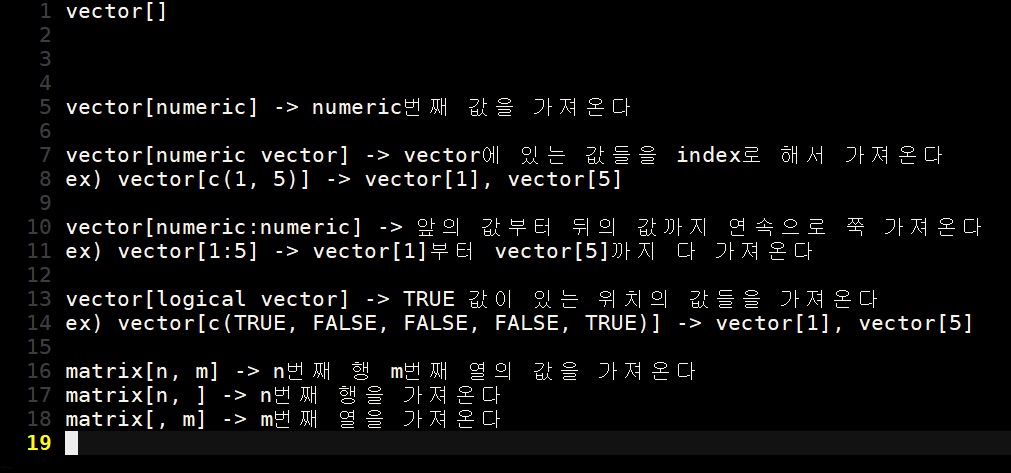 1 vector[]
2
3
4
5 vector[numeric] -> numeric번째 값을 가져온다
6
7 vector[numeric vector] -> vector에 있는 값들을 index로 해서 가져온다
8 ex) vector[c(1, 5)] -> vector[1], vector[5]
9
10 vector[numeric:numeric] -> 앞의 값부터 뒤의 값까지 연속으로 쭉 가져온다
11 ex) vector[1:5] -> vector[1]부터 vector[5]까지 다 가져온다
12
13 vector[logical vector] -> TRUE 값이 있는 위치의 값들을 가져온다
14 ex) vector[c(TRUE, FALSE, FALSE, FALSE, TRUE)] -> vector[1], vector[5]
15
16 matrix[n, m] -> n번째 행 m번째 열의 값을 가져온다
17 matrix[n, ] -> n번째 행을 가져온다
18 matrix[, m] -> m번째 열을 가져온다
19